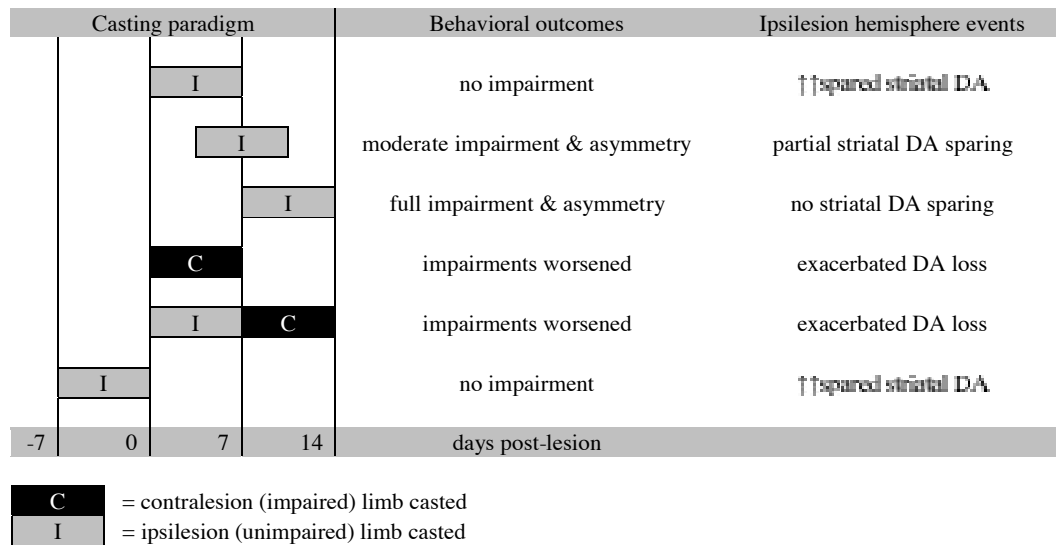 Casting paradigm Behavioral outcomes Ipsilesion hemisphere events
I no impairment ††spared striatal DA
I moderate impairment & asymmetry partial striatal DA sparing
I full impairment & asymmetry no striatal DA sparing
C impairments worsened exacerbated DA loss
I C impairments worsened exacerbated DA loss
I no impairment ††spared striatal DA
-7 0 7 14 days post-lesion
C = contralesion (impaired) limb casted
I = ipsilesion (unimpaired) limb casted